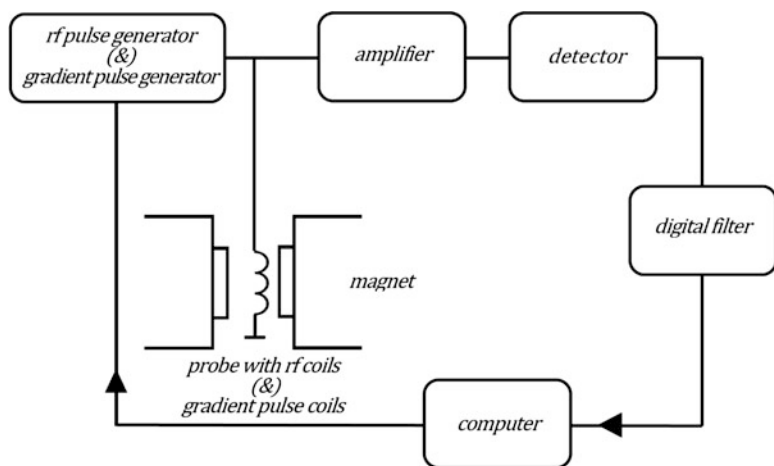 rf pulse generator
(&)
gradient pulse generator
amplifier
detector
digital filter
magnet
probe with rf coils
(&)
gradient pulse coils
computer